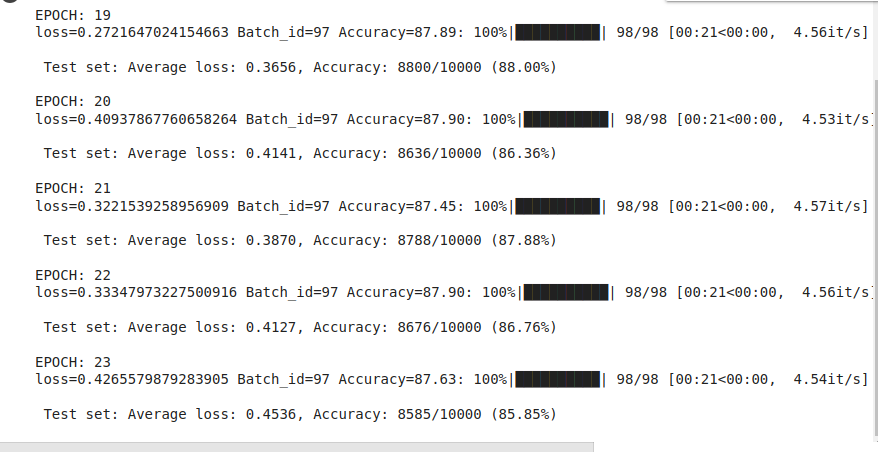 EPOCH: 19
loss=0.2721647024154663 Batch_id=97 Accuracy=87.89: 100%|██████████| 98/98 [00:21<00:00,  4.56it/s]
Test set: Average loss: 0.3656, Accuracy: 8800/10000 (88.00%)
EPOCH: 20
loss=0.40937867760658264 Batch_id=97 Accuracy=87.90: 100%|██████████| 98/98 [00:21<00:00,  4.53it/s]
Test set: Average loss: 0.4141, Accuracy: 8636/10000 (86.36%)
EPOCH: 21
loss=0.3221539258956909 Batch_id=97 Accuracy=87.45: 100%|██████████| 98/98 [00:21<00:00,  4.57it/s]
Test set: Average loss: 0.3870, Accuracy: 8788/10000 (87.88%)
EPOCH: 22
loss=0.33347973227500916 Batch_id=97 Accuracy=87.90: 100%|██████████| 98/98 [00:21<00:00,  4.56it/s]
Test set: Average loss: 0.4127, Accuracy: 8676/10000 (86.76%)
EPOCH: 23
loss=0.4265579879283905 Batch_id=97 Accuracy=87.63: 100%|██████████| 98/98 [00:21<00:00,  4.54it/s]
Test set: Average loss: 0.4536, Accuracy: 8585/10000 (85.85%)